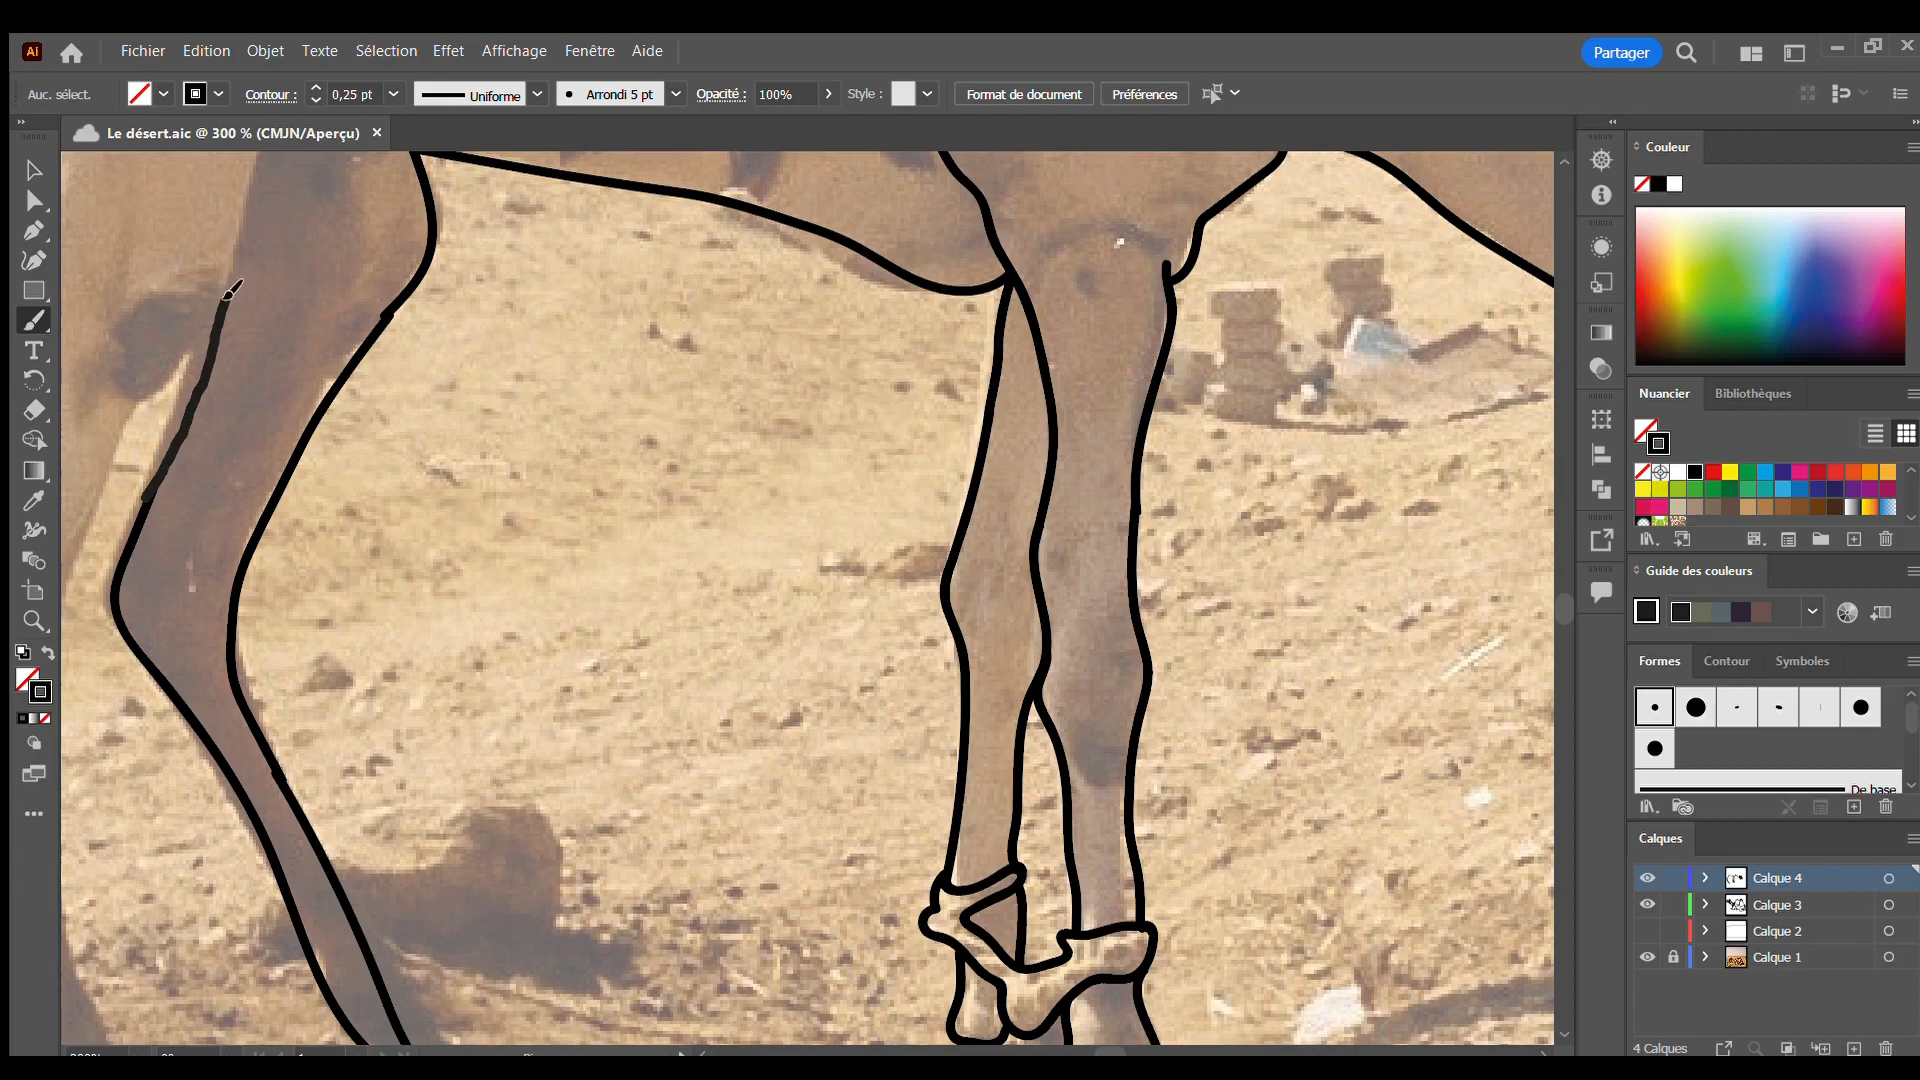 Ai
Fichier Edition Objet Texte Sélection Effet Affichage Fenêtre Aide
Partager
Auc. sélect. Contour : 0,25 pt Uniforme Arrondi 5 pt Opacité : 100% Style : Format de document Préférences
Le désert.aic @ 300 % (CMJN/Aperçu)
Couleur
Nuancier Bibliothèques
Guide des couleurs
Formes Contour Symboles
De base
Calques
Calque 4
Calque 3
Calque 2
Calque 1
4 Calques